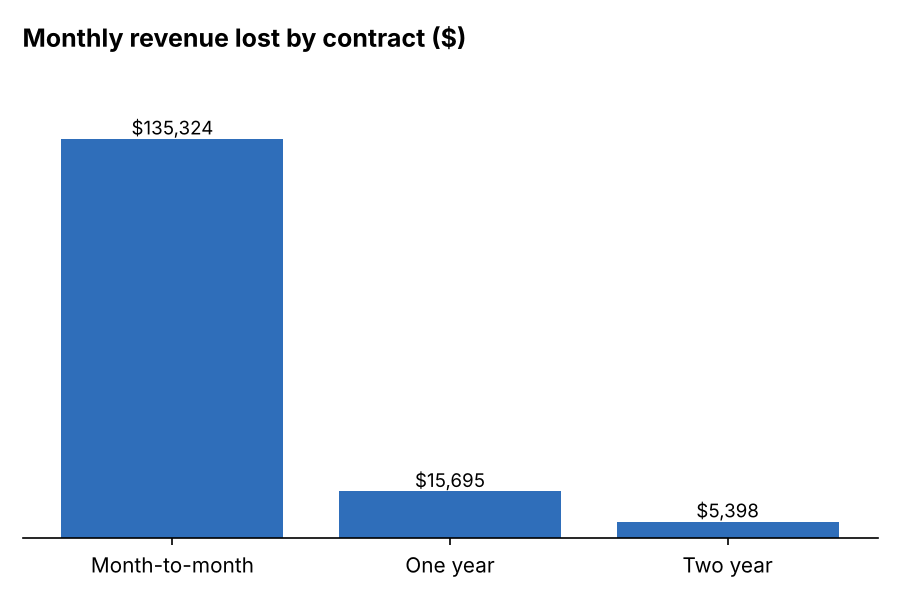 Monthly revenue lost by contract ($)
$135,324
$15,695
$5,398
Month-to-month
One year
Two year